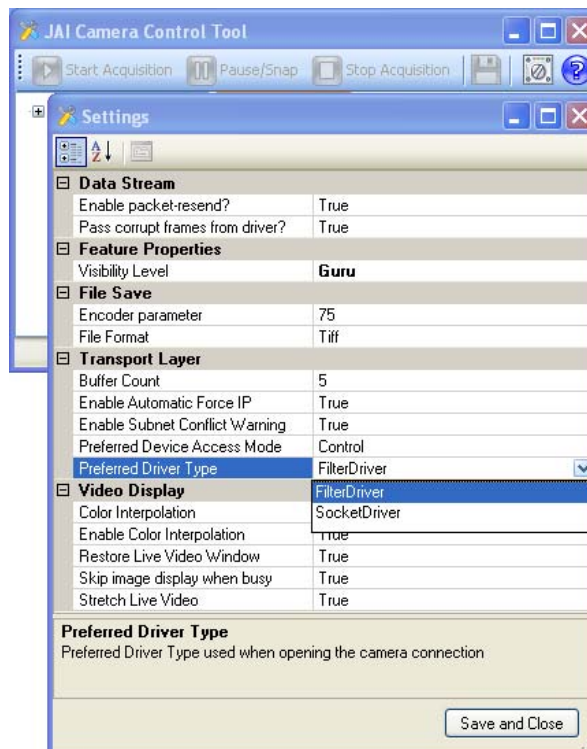 JAI Camera Control Tool
Start Acquisition Pause/Snap Stop Acquisition
Settings
Data Stream
Enable packet-resend? True
Pass corrupt frames from driver? True
Feature Properties
Visibility Level Guru
File Save
Encoder parameter 75
File Format Tiff
Transport Layer
Buffer Count 5
Enable Automatic Force IP True
Enable Subnet Conflict Warning True
Preferred Device Access Mode Control
Preferred Driver Type FilterDriver
Video Display FilterDriver
Color Interpolation SocketDriver
Enable Color Interpolation True
Restore Live Video Window True
Skip image display when busy True
Stretch Live Video True
Preferred Driver Type
Preferred Driver Type used when opening the camera connection
Save and Close